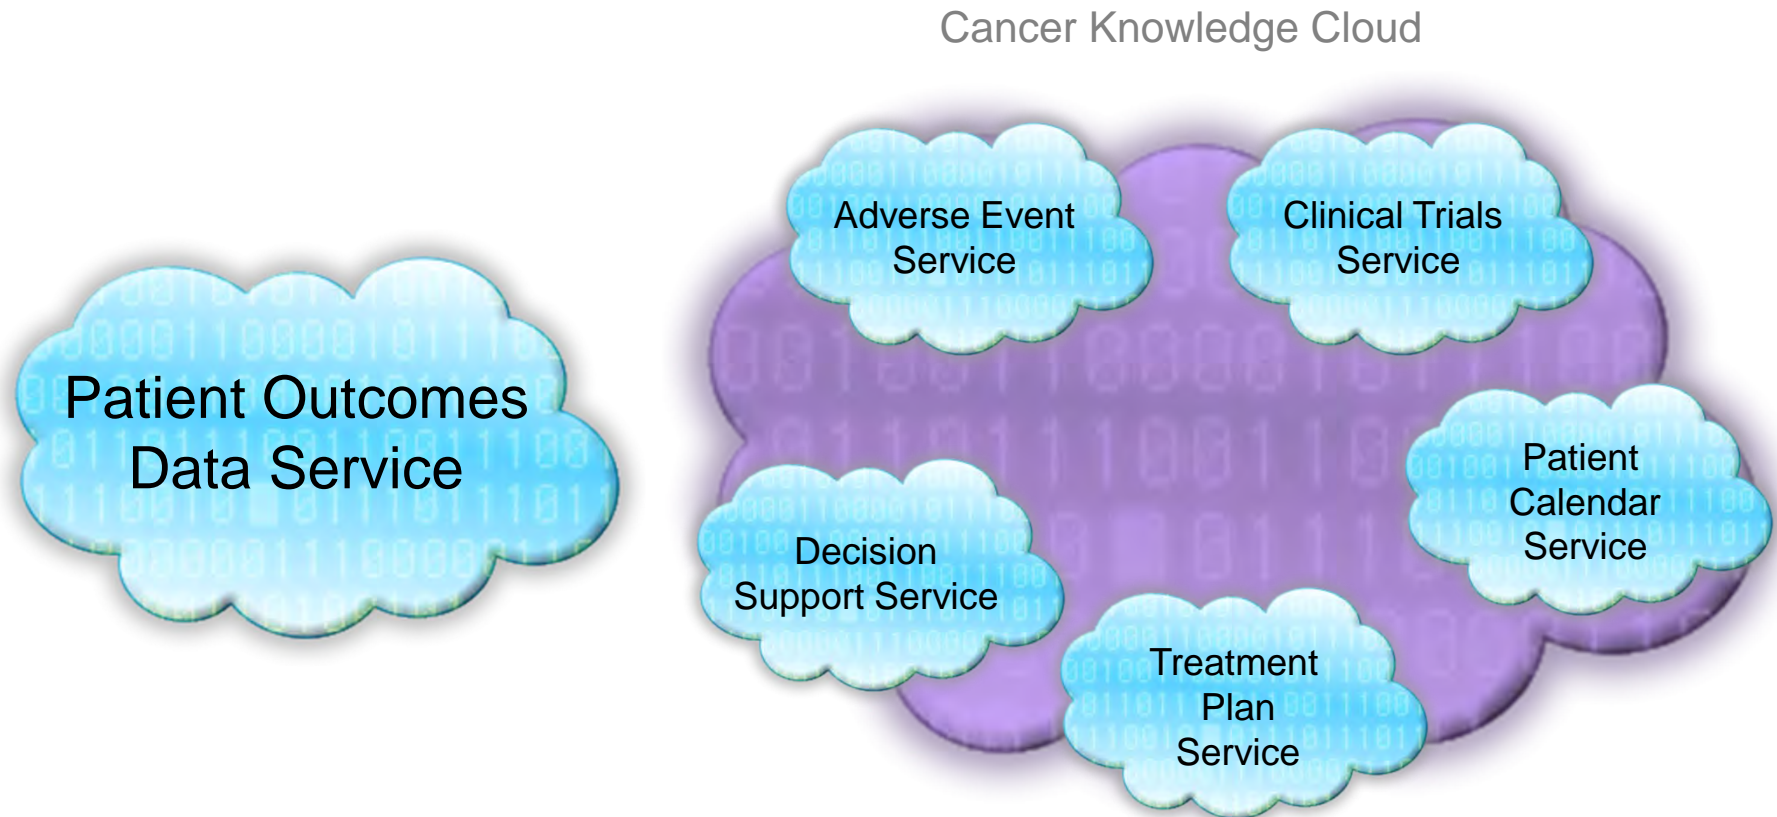 Cancer Knowledge Cloud
Adverse Event
Service
Clinical Trials
Service
Patient Outcomes
Data Service
Patient
Calendar
Service
Decision
Support Service
Treatment
Plan
Service